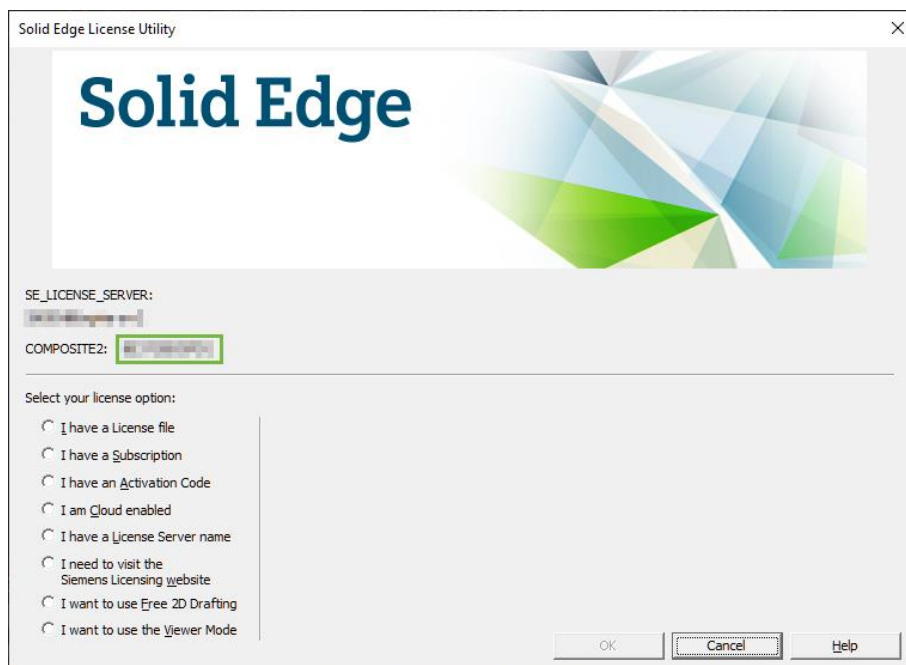 Solid Edge License Utility
Solid Edge
SE_LICENSE_SERVER:
COMPOSITE2:
Select your license option:
I have a License file
I have a Subscription
I have an Activation Code
I am Cloud enabled
I have a License Server name
I need to visit the
Siemens Licensing website
I want to use Free 2D Drafting
I want to use the Viewer Mode
OK Cancel Help